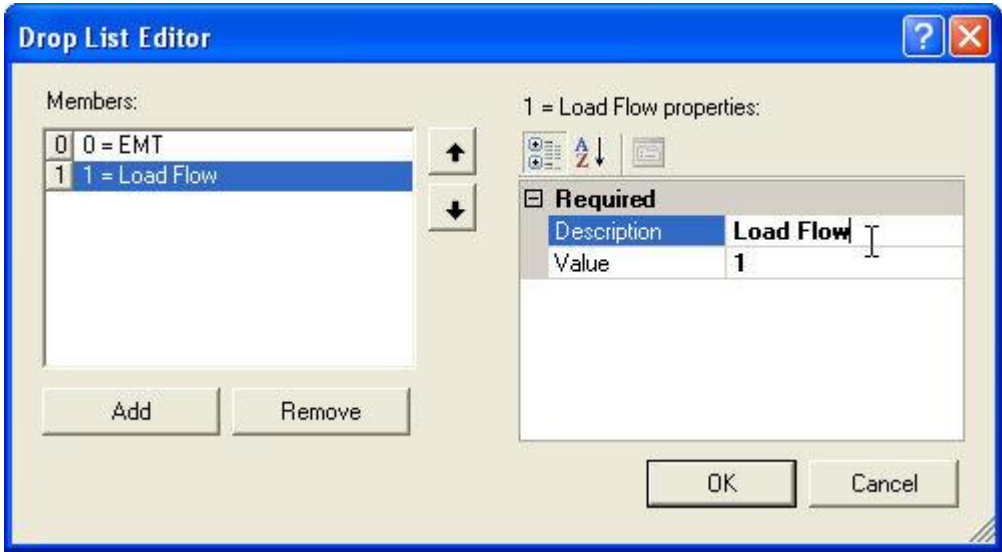 Drop List Editor
Members:
0 0 = EMT
1 1 = Load Flow
Add Remove
1 = Load Flow properties:
A
Z
Required
Description Load Flow
Value 1
OK Cancel